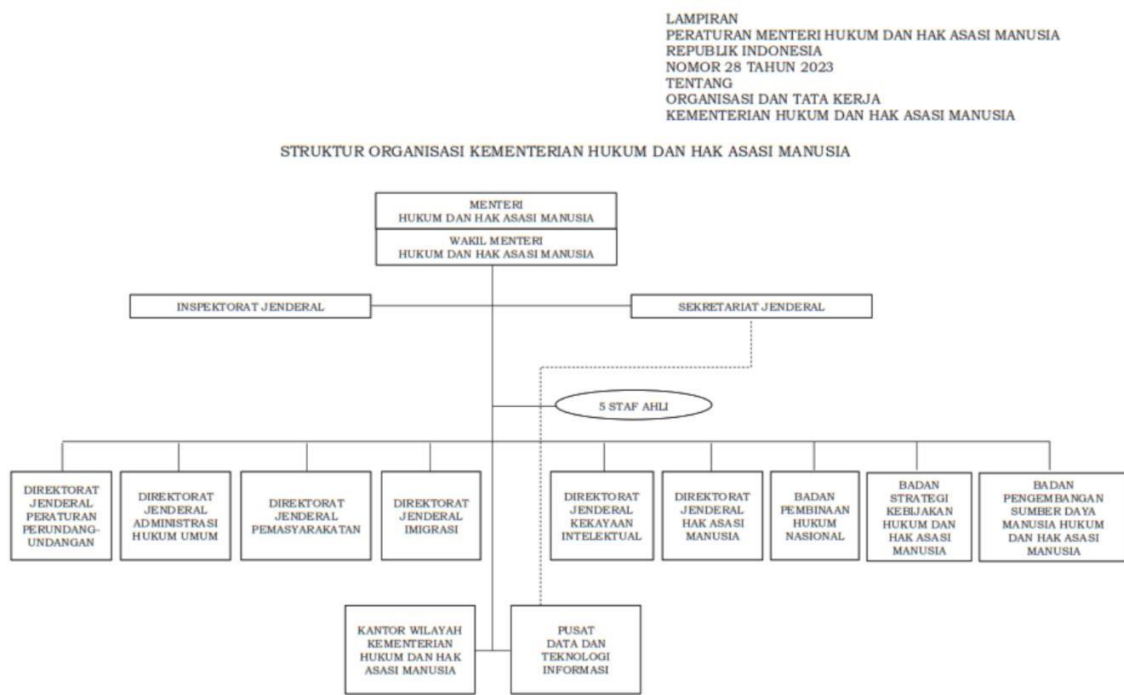 LAMPIRAN
PERATURAN MENTERI HUKUM DAN HAK ASASI MANUSIA
REPUBLIK INDONESIA
NOMOR 28 TAHUN 2023
TENTANG
ORGANISASI DAN TATA KERJA
KEMENTERIAN HUKUM DAN HAK ASASI MANUSIA
STRUKTUR ORGANISASI KEMENTERIAN HUKUM DAN HAK ASASI MANUSIA
MENTERI
HUKUM DAN HAK ASASI MANUSIA
WAKIL MENTERI
HUKUM DAN HAK ASASI MANUSIA
INSPEKTORAT JENDERAL
SEKRETARIAT JENDERAL
5 STAF AHLI
DIREKTORAT
JENDERAL
PERATURAN
PERUNDANG-
UNDANGAN
DIREKTORAT
JENDERAL
ADMINISTRASI
HUKUM UMUM
DIREKTORAT
JENDERAL
PEMASYARAKATAN
DIREKTORAT
JENDERAL
IMIGRASI
DIREKTORAT
JENDERAL
KEKAYAAN
INTELEKTUAL
DIREKTORAT
JENDERAL
HAK ASASI
MANUSIA
BADAN
PEMBINAAN
HUKUM
NASIONAL
BADAN
STRATEGI
KEBIJAKAN
HUKUM DAN
HAK ASASI
MANUSIA
BADAN
PENGEMBANGAN
SUMBER DAYA
MANUSIA HUKUM
DAN HAK ASASI
MANUSIA
KANTOR WILAYAH
KEMENTERIAN
HUKUM DAN HAK
ASASI MANUSIA
PUSAT
DATA DAN
TEKNOLOGI
INFORMASI